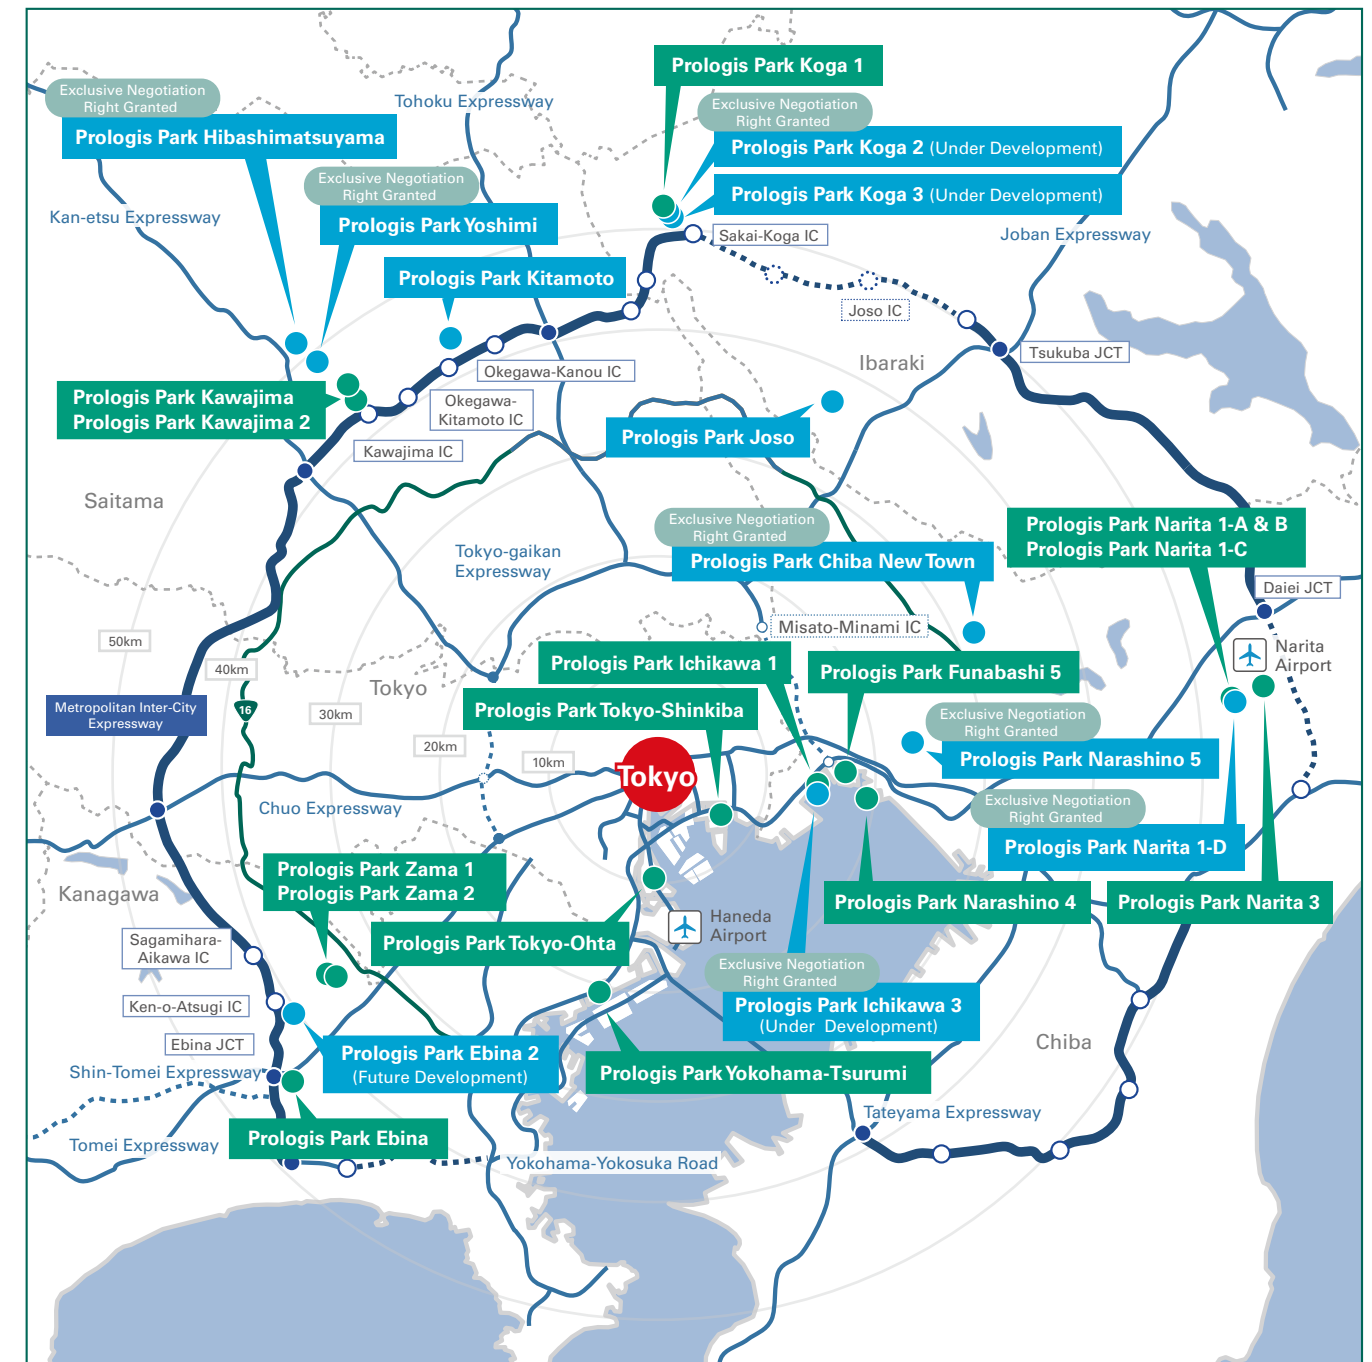 Prologis Park Koga 1
Exclusive Negotiation
Right Granted
Prologis Park Hibashimatsuyama
Tohoku Expressway
Exclusive Negotiation
Right Granted
Prologis Park Koga 2 (Under Development)
Prologis Park Koga 3 (Under Development)
Exclusive Negotiation
Right Granted
Prologis Park Yoshimi
Kan-etsu Expressway
Sakai-Koga IC
Joban Expressway
Prologis Park Kitamoto
Joso IC
Ibaraki
Tsukuba JCT
Okegawa-Kanou IC
Prologis Park Kawajima
Prologis Park Kawajima 2
Okegawa-
Kitamoto IC
Kawajima IC
Prologis Park Joso
Saitama
Exclusive Negotiation
Right Granted
Prologis Park Chiba New Town
Prologis Park Narita 1-A & B
Prologis Park Narita 1-C
Tokyo-gaikan
Expressway
Daiei JCT
Misato-Minami IC
50km
40km
30km
20km
10km
Narita
Airport
Prologis Park Ichikawa 1
Prologis Park Funabashi 5
Tokyo
Prologis Park Tokyo-Shinkiba
Metropolitan Inter-City
Expressway
16
Exclusive Negotiation
Right Granted
Prologis Park Narashino 5
Tokyo
Chuo Expressway
Exclusive Negotiation
Right Granted
Prologis Park Narita 1-D
Prologis Park Zama 1
Prologis Park Zama 2
Kanagawa
Prologis Park Narashino 4
Prologis Park Narita 3
Haneda
Airport
Prologis Park Tokyo-Ohta
Sagamihara-
Aikawa IC
Exclusive Negotiation
Right Granted
Prologis Park Ichikawa 3
(Under Development)
Ken-o-Atsugi IC
Ebina JCT
Prologis Park Ebina 2
(Future Development)
Chiba
Shin-Tomei Expressway
Prologis Park Yokohama-Tsurumi
Tateyama Expressway
Tomei Expressway
Prologis Park Ebina
Yokohama-Yokosuka Road